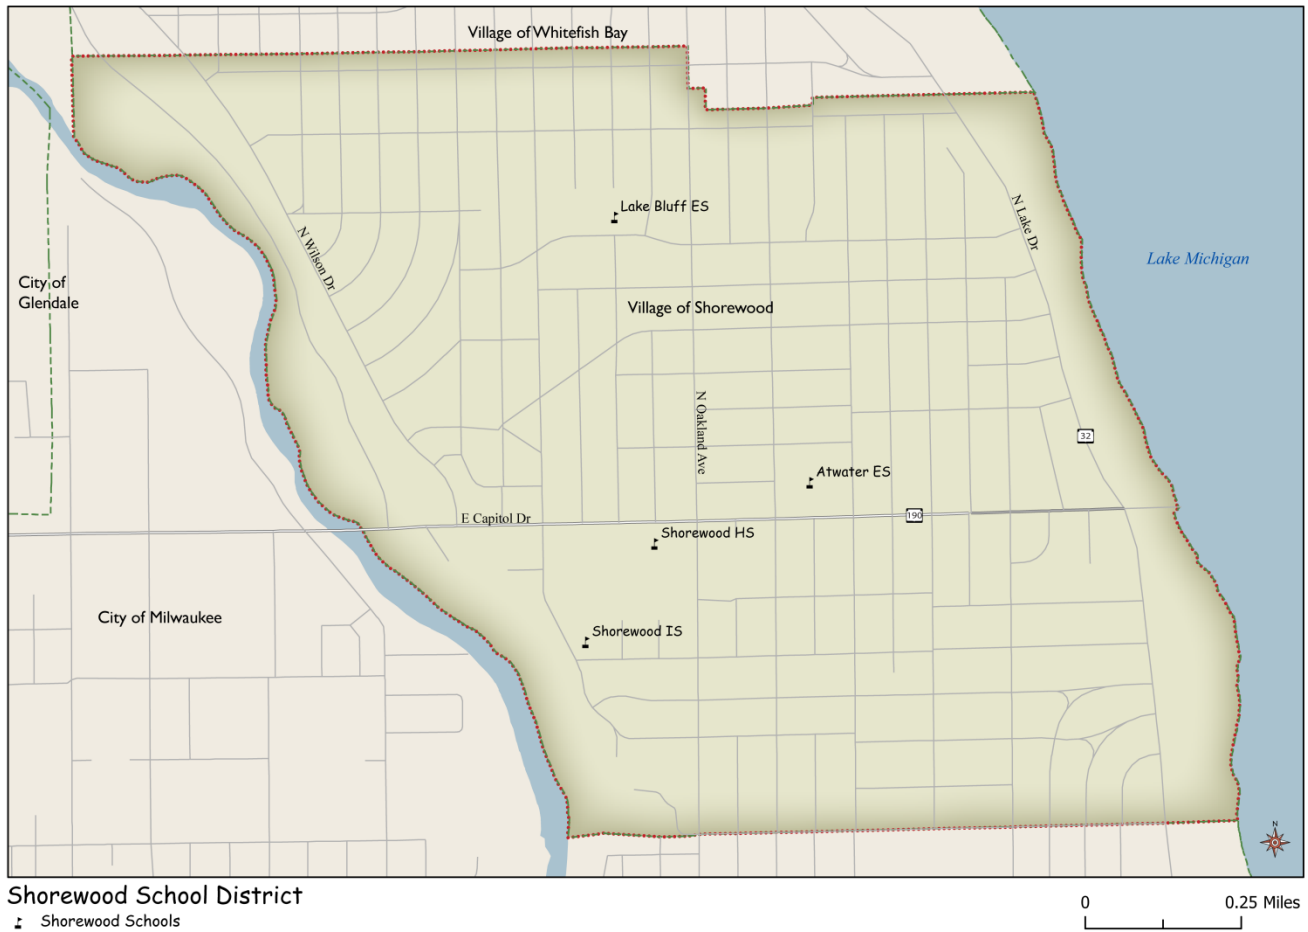 Village of Whitefish Bay
Lake Bluff ES
N Lake Dr
N Wilson Dr
Lake Michigan
City of
Glendale
Village of Shorewood
N Oakland Ave
32
Atwater ES
E Capitol Dr
190
Shorewood HS
City of Milwaukee
Shorewood IS
N
Shorewood School District
Shorewood Schools
0
0.25 Miles